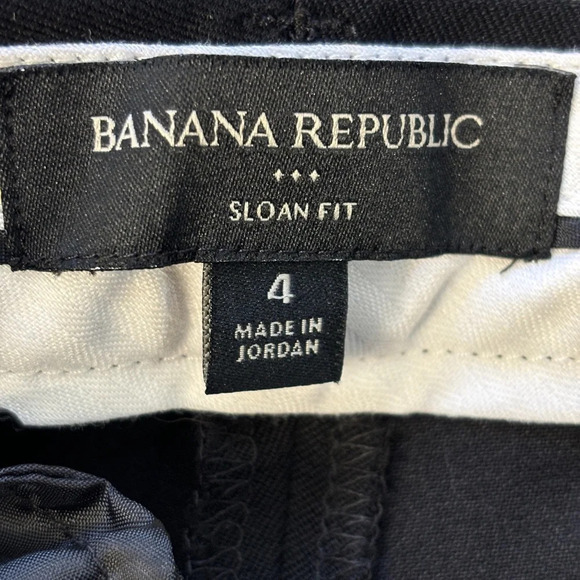 BANANA REPUBLIC
SLOAN FIT
4
MADE IN
JORDAN